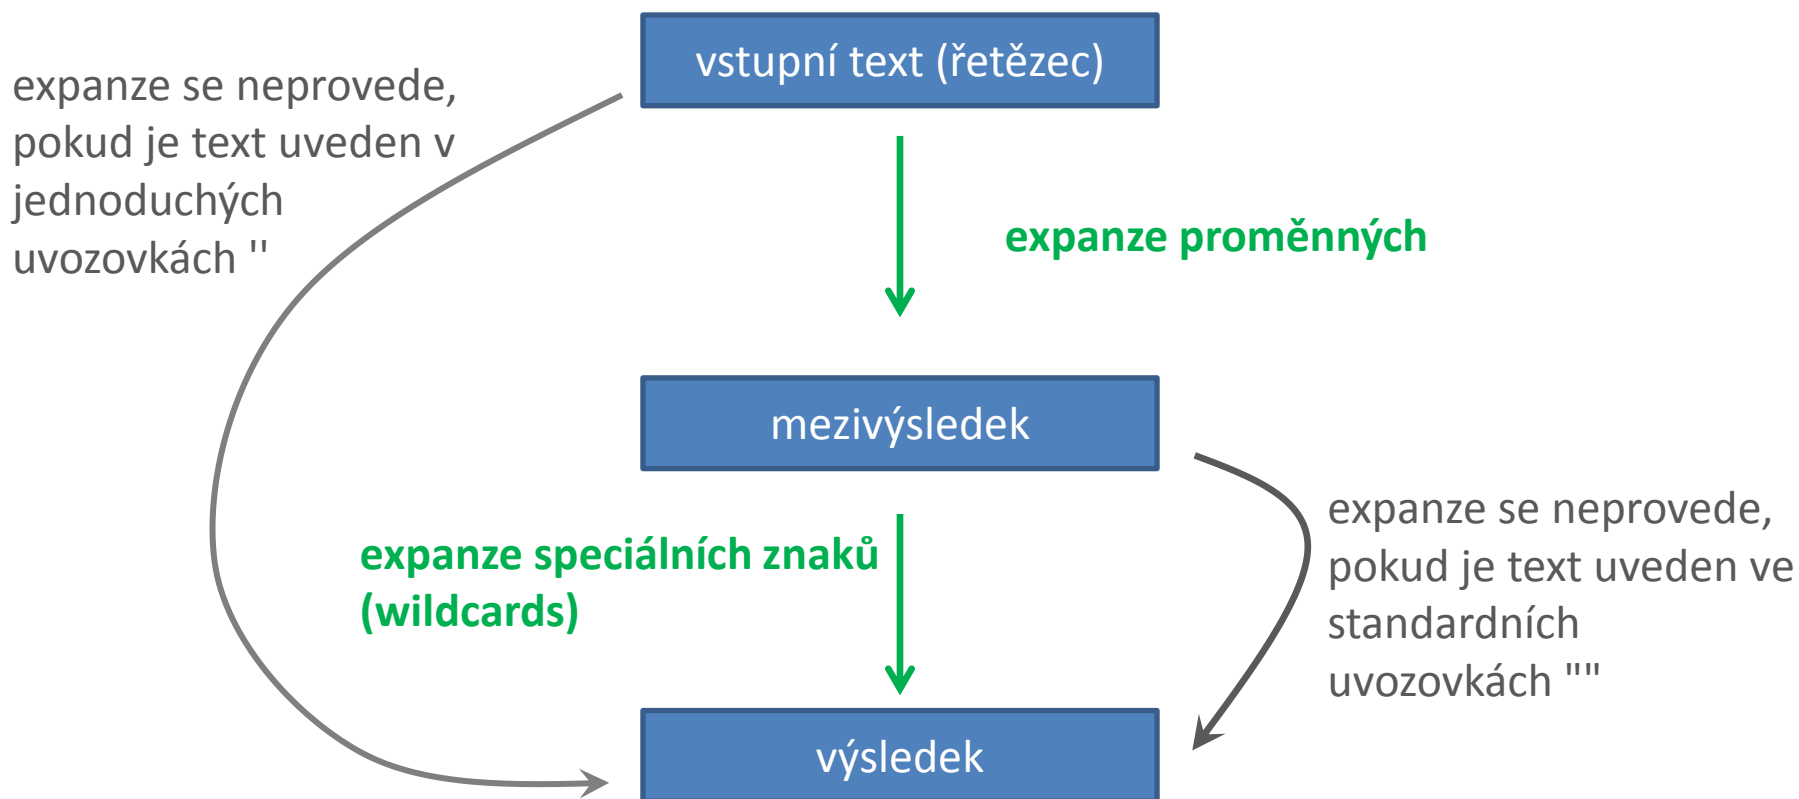 vstupní text (řetězec)
expanze se neprovede,
pokud je text uveden v
jednoduchých
uvozovkách ''
expanze proměnných
mezivýsledek
expanze speciálních znaků
(wildcards)
expanze se neprovede,
pokud je text uveden ve
standardních
uvozovkách ""
výsledek